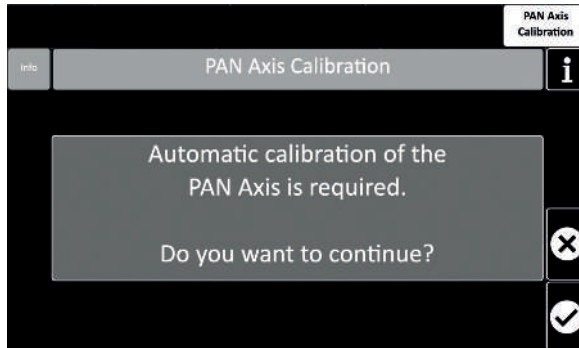 PAN Axis
Calibration
Info
PAN Axis Calibration
i
Automatic calibration of the
PAN Axis is required.
Do you want to continue?